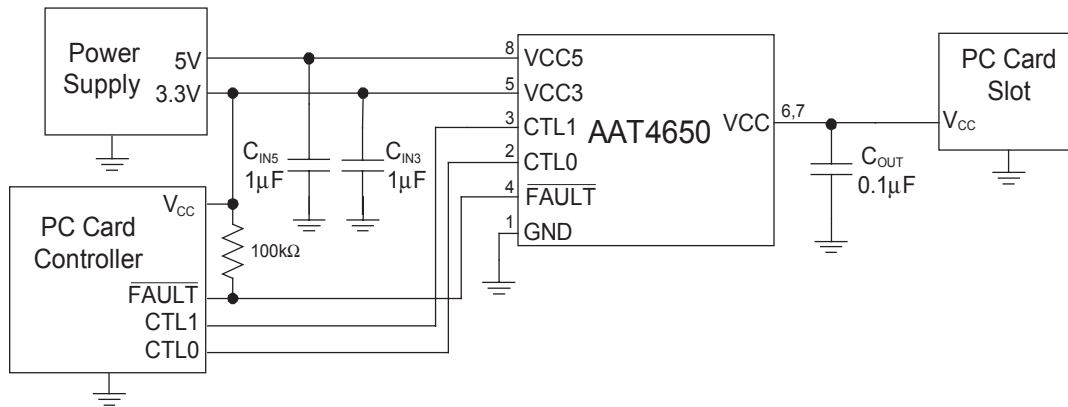 Power
Supply
5V
3.3V
8
VCC5
5
VCC3
3
CTL1
2
CTL0
4
FAULT
1
GND
AAT4650
VCC
6,7
PC Card
Slot
VCC
CIN5
1µF
CIN3
1µF
COUT
0.1µF
PC Card
Controller
VCC
100kΩ
FAULT
CTL1
CTL0